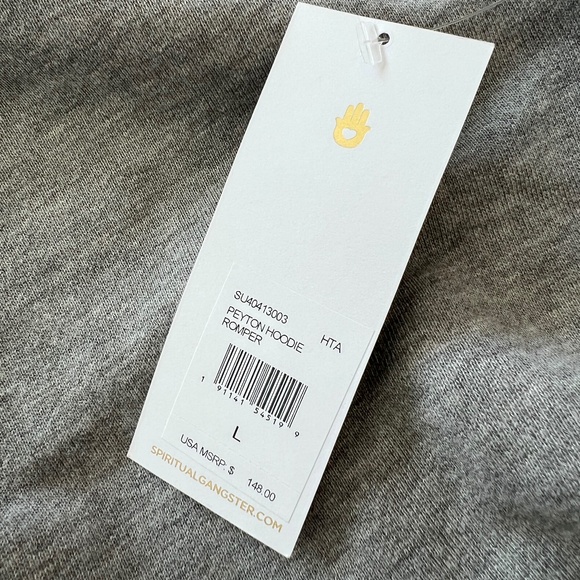 SU40413003 HTA
PEYTON HOODIE
ROMPER
1 91141 54519 9
L
USA MSRP $ 148.00
SPIRITUALGANGSTER.COM